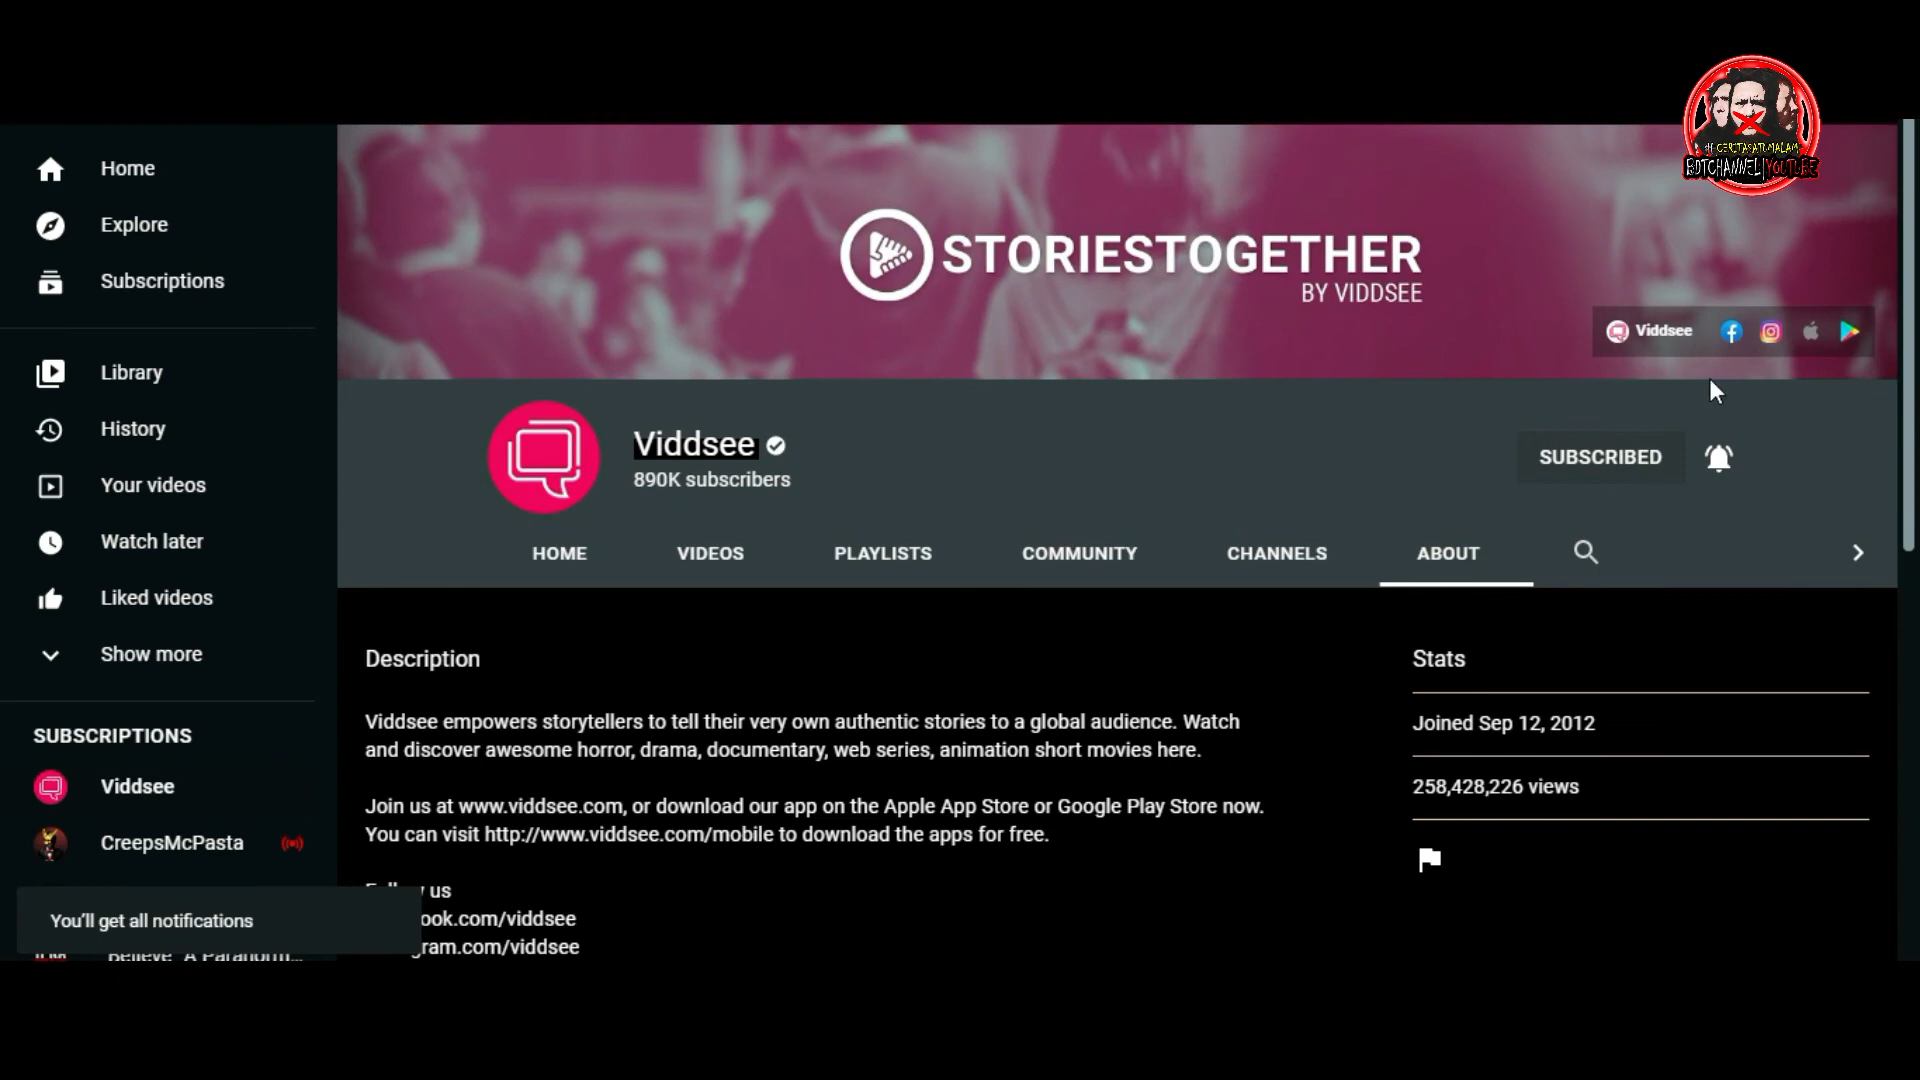 Home
Explore
Subscriptions
Library
History
Your videos
Watch later
Liked videos
Show more
SUBSCRIPTIONS
Viddsee
CreepsMcPasta
You'll get all notifications
STORIESTOGETHER
BY VIDDSEE
#CERITASATUMALAM
BDTCHANNEL|YOUTUBE
Viddsee
Viddsee
890K subscribers
SUBSCRIBED
HOME VIDEOS PLAYLISTS COMMUNITY CHANNELS ABOUT
Description
Viddsee empowers storytellers to tell their very own authentic stories to a global audience. Watch
and discover awesome horror, drama, documentary, web series, animation short movies here.
Join us at www.viddsee.com, or download our app on the Apple App Store or Google Play Store now.
You can visit http://www.viddsee.com/mobile to download the apps for free.
us
ook.com/viddsee
gram.com/viddsee
Stats
Joined Sep 12, 2012
258,428,226 views